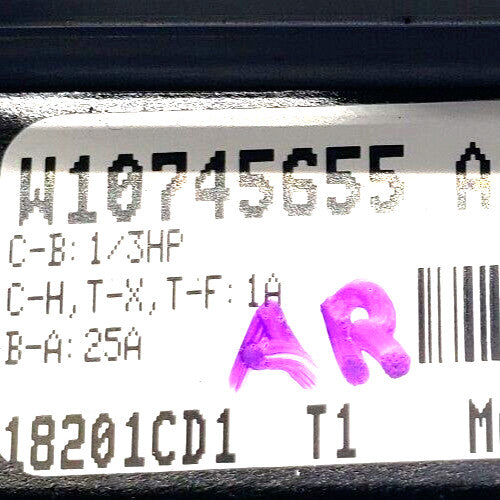 W10745655 A
C-B: 1/3HP
C-H, T-X, T-F: 1A
B-A: 25A
AR
18201CD1 T1 M